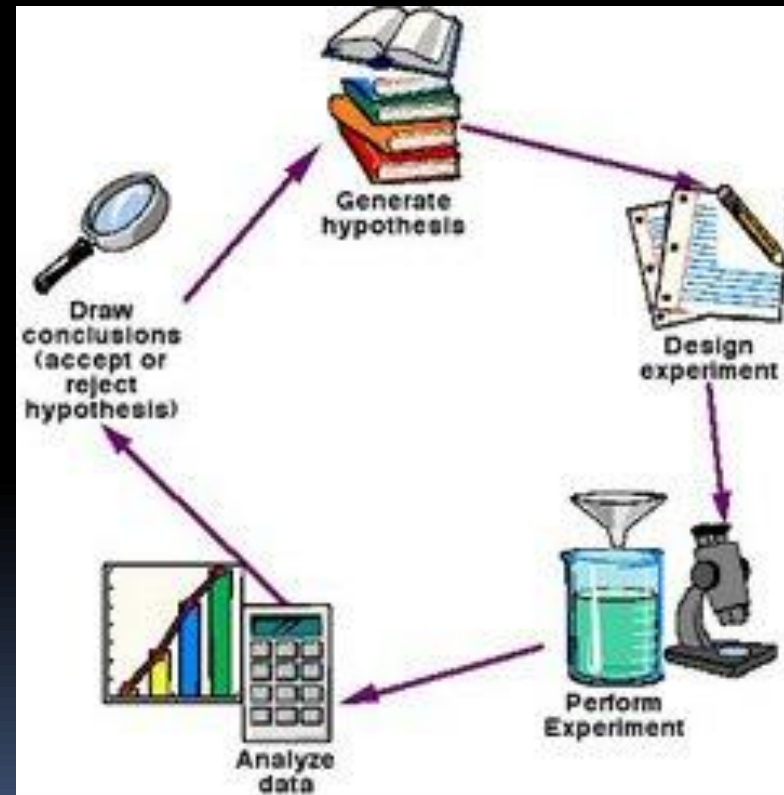 Generate
hypothesis
Design
experiment
Perform
Experiment
Analyze
data
Draw
conclusions
(accept or
reject
hypothesis)